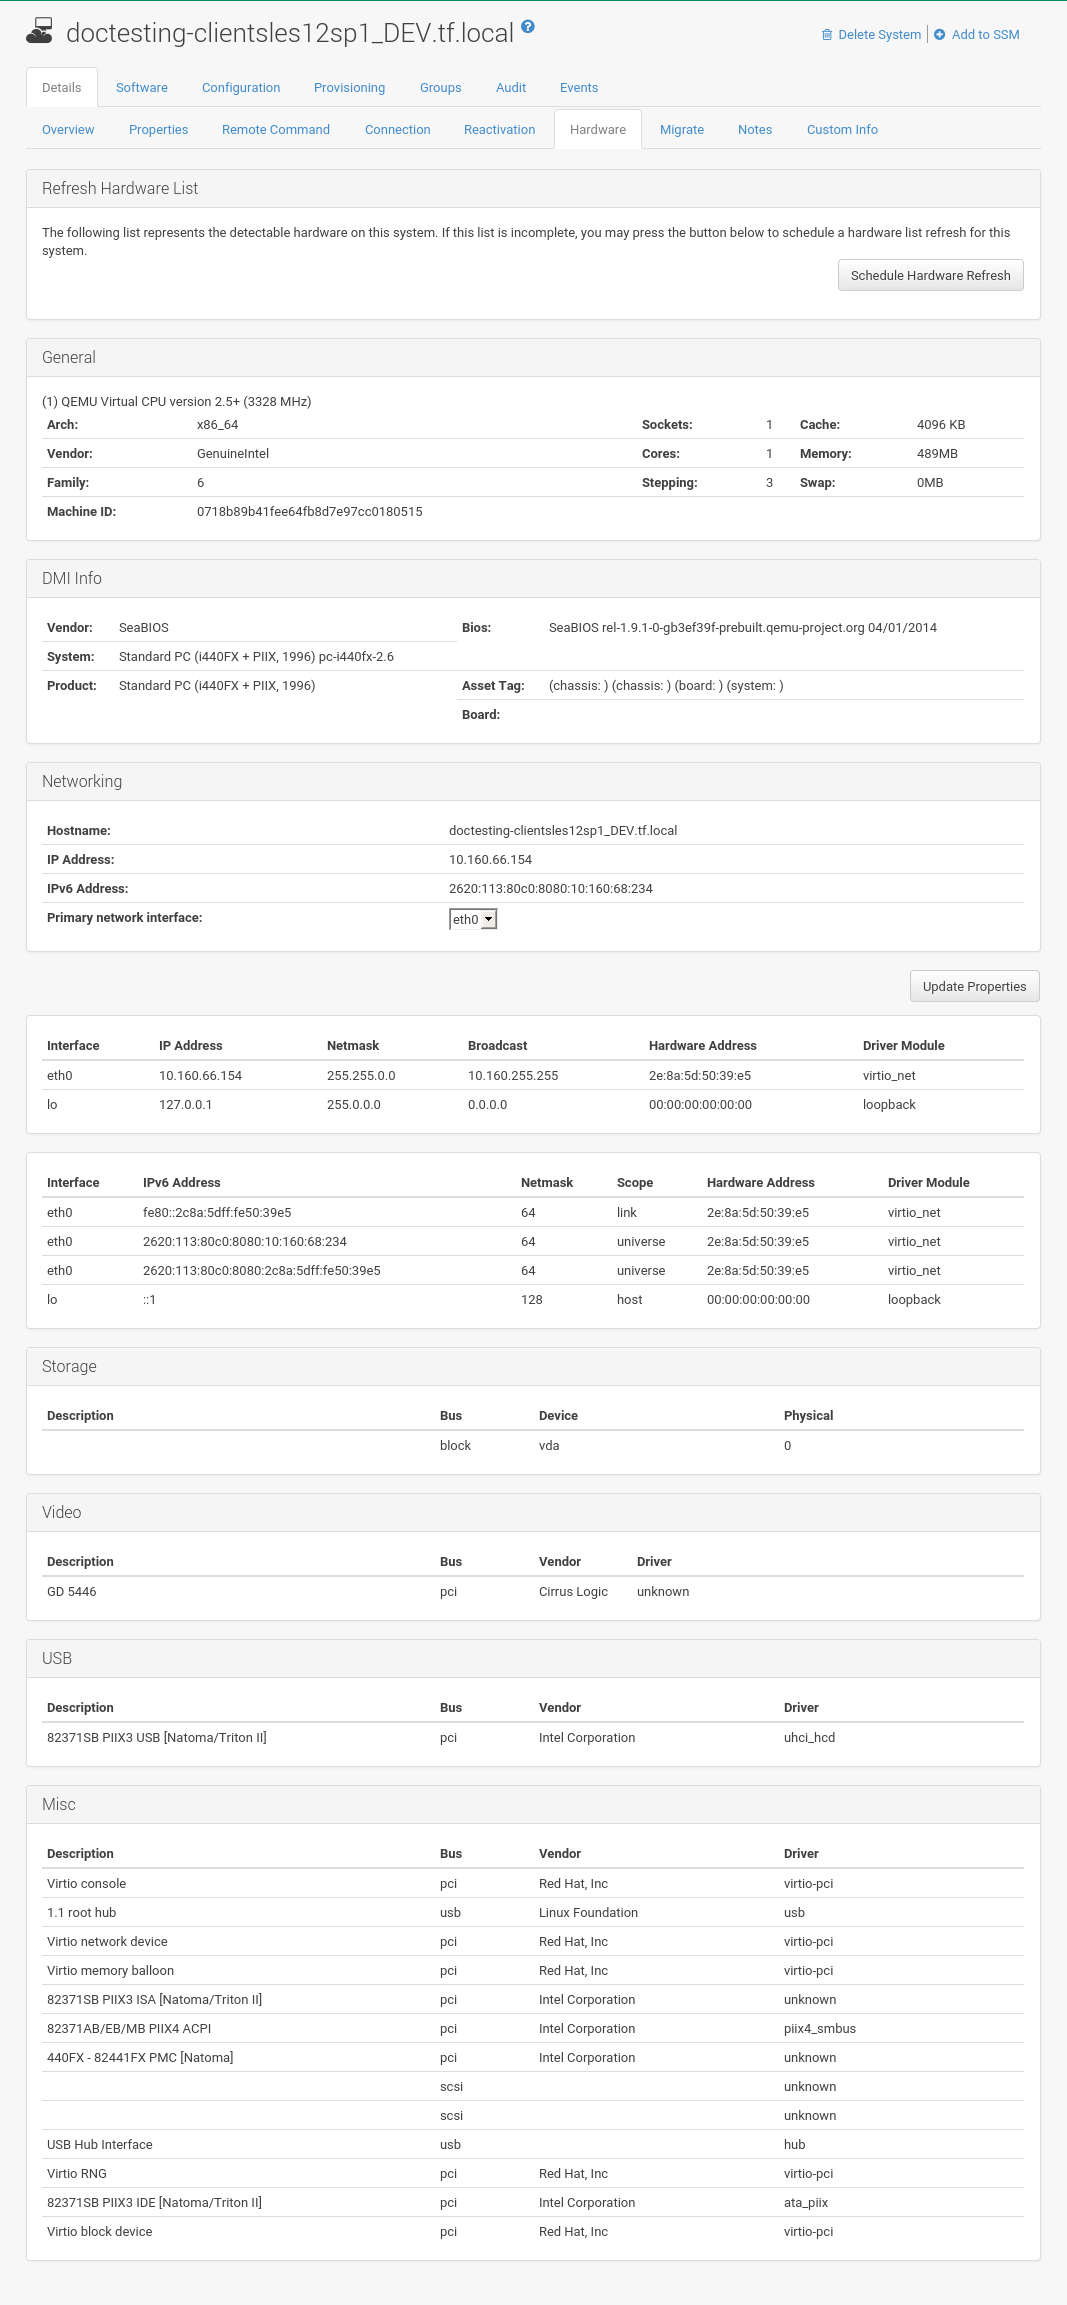 doctesting-clientsles12sp1_DEV.tf.local
Delete System
Add to SSM
Details Software Configuration Provisioning Groups Audit Events
Overview Properties Remote Command Connection Reactivation Hardware Migrate Notes Custom Info
Refresh Hardware List
The following list represents the detectable hardware on this system. If this list is incomplete, you may press the button below to schedule a hardware list refresh for this
system.
Schedule Hardware Refresh
General
(1) QEMU Virtual CPU version 2.5+ (3328 MHz)
Arch: x86_64 Sockets: 1 Cache: 4096 KB
Vendor: GenuineIntel Cores: 1 Memory: 489MB
Family: 6 Stepping: 3 Swap: 0MB
Machine ID: 0718b89b41fee64fb8d7e97cc0180515
DMI Info
Vendor: SeaBIOS Bios: SeaBIOS rel-1.9.1-0-gb3ef39f-prebuilt.qemu-project.org 04/01/2014
System: Standard PC (i440FX + PIIX, 1996) pc-i440fx-2.6
Product: Standard PC (i440FX + PIIX, 1996) Asset Tag: (chassis: ) (chassis: ) (board: ) (system: )
Board:
Networking
Hostname: doctesting-clientsles12sp1_DEV.tf.local
IP Address: 10.160.66.154
IPv6 Address: 2620:113:80c0:8080:10:160:68:234
Primary network interface: eth0
Update Properties
Interface IP Address Netmask Broadcast Hardware Address Driver Module
eth0 10.160.66.154 255.255.0.0 10.160.255.255 2e:8a:5d:50:39:e5 virtio_net
lo 127.0.0.1 255.0.0.0 0.0.0.0 00:00:00:00:00:00 loopback
Interface IPv6 Address Netmask Scope Hardware Address Driver Module
eth0 fe80::2c8a:5dff:fe50:39e5 64 link 2e:8a:5d:50:39:e5 virtio_net
eth0 2620:113:80c0:8080:10:160:68:234 64 universe 2e:8a:5d:50:39:e5 virtio_net
eth0 2620:113:80c0:8080:2c8a:5dff:fe50:39e5 64 universe 2e:8a:5d:50:39:e5 virtio_net
lo ::1 128 host 00:00:00:00:00:00 loopback
Storage
Description Bus Device Physical
block vda 0
Video
Description Bus Vendor Driver
GD 5446 pci Cirrus Logic unknown
USB
Description Bus Vendor Driver
82371SB PIIX3 USB [Natoma/Triton II] pci Intel Corporation uhci_hcd
Misc
Description Bus Vendor Driver
Virtio console pci Red Hat, Inc virtio-pci
1.1 root hub usb Linux Foundation usb
Virtio network device pci Red Hat, Inc virtio-pci
Virtio memory balloon pci Red Hat, Inc virtio-pci
82371SB PIIX3 ISA [Natoma/Triton II] pci Intel Corporation unknown
82371AB/EB/MB PIIX4 ACPI pci Intel Corporation piix4_smbus
440FX - 82441FX PMC [Natoma] pci Intel Corporation unknown
scsi unknown
scsi unknown
USB Hub Interface usb hub
Virtio RNG pci Red Hat, Inc virtio-pci
82371SB PIIX3 IDE [Natoma/Triton II] pci Intel Corporation ata_piix
Virtio block device pci Red Hat, Inc virtio-pci